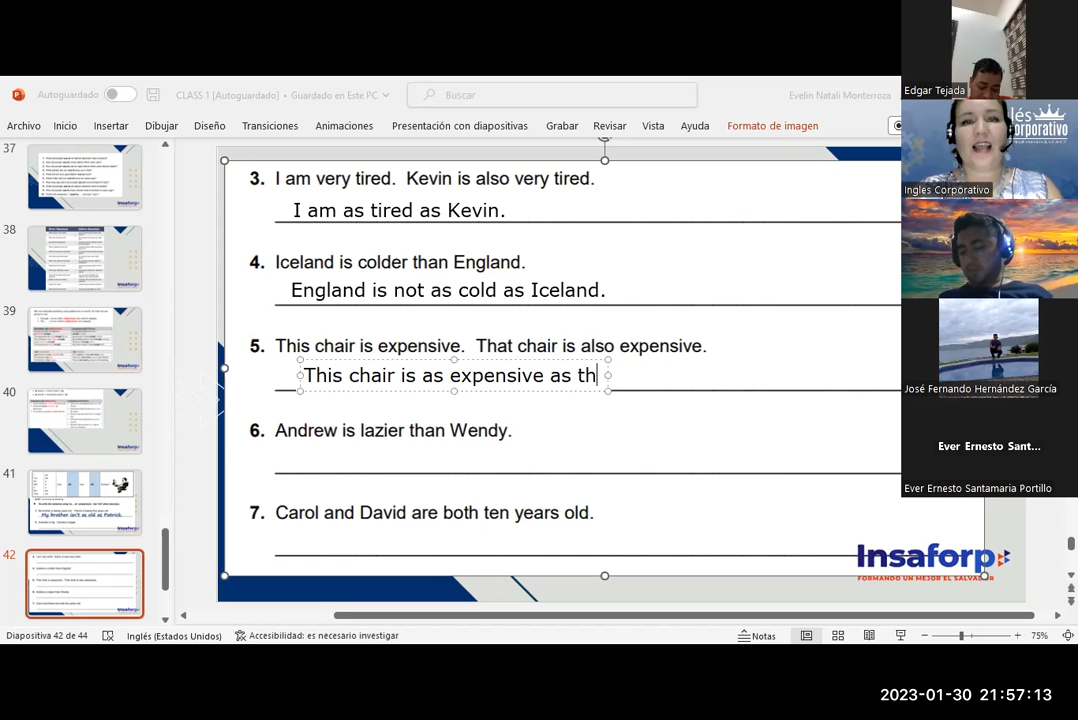 Autoguardado
CLASS 1 [Autoguardado] • Guardado en Este PC
Buscar
Evelin Natali Monterroza
Archivo Inicio Insertar Dibujar Diseño Transiciones Animaciones Presentación con diapositivas Grabar Revisar Vista Ayuda Formato de imagen
37
38
39
40
41
My brother isn't as old as Patrick.
42
3. I am very tired. Kevin is also very tired.
I am as tired as Kevin.
4. Iceland is colder than England.
England is not as cold as Iceland.
5. This chair is expensive. That chair is also expensive.
This chair is as expensive as th
6. Andrew is lazier than Wendy.
7. Carol and David are both ten years old.
Insaforp
FORMANDO UN MEJOR EL SALVADOR
Edgar Tejada
Ingles Corporativo
José Fernando Hernández García
Ever Ernesto Sant...
Ever Ernesto Santamaria Portillo
Diapositiva 42 de 44 Inglés (Estados Unidos) Accesibilidad: es necesario investigar Notas 75%
2023-01-30 21:57:13